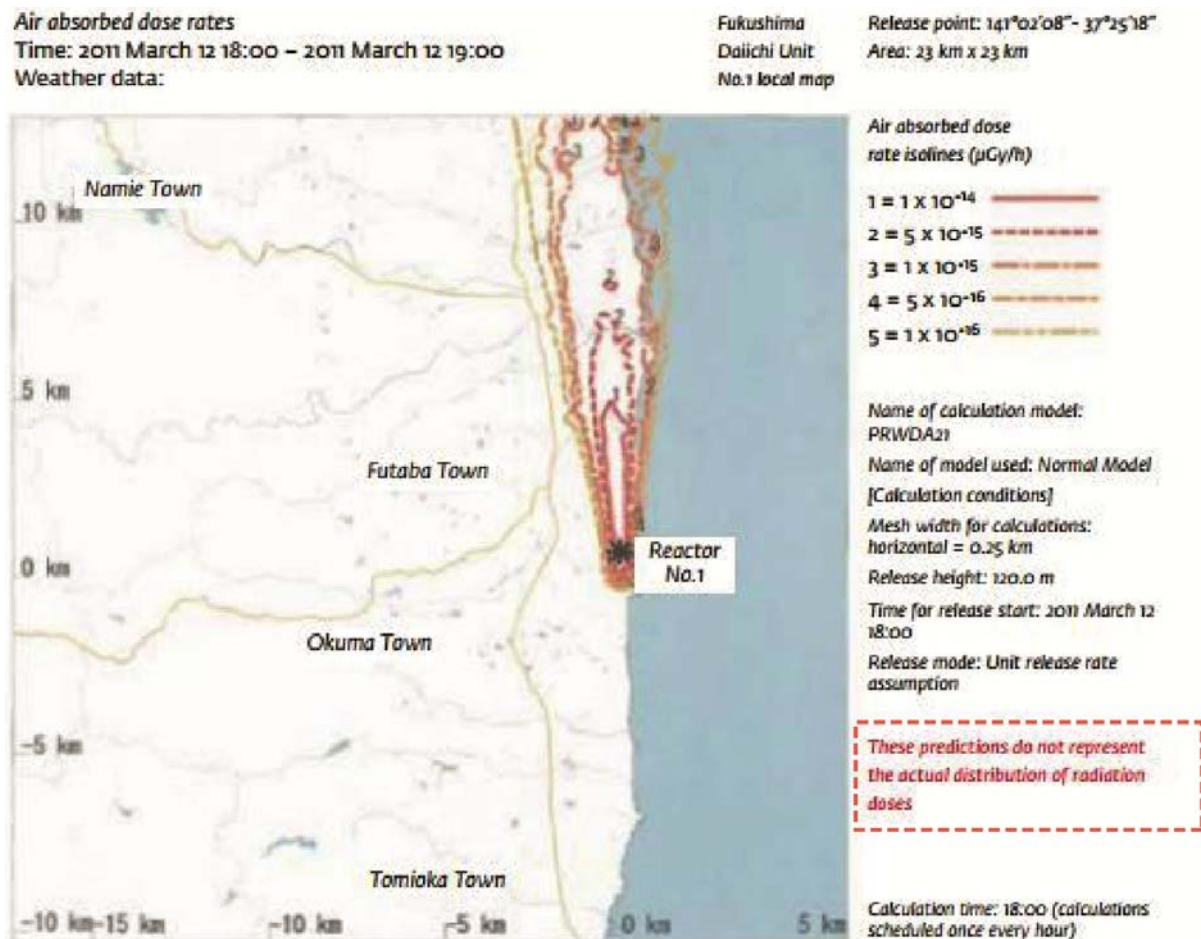 Air absorbed dose rates
Time: 2011 March 12 18:00 – 2011 March 12 19:00
Weather data:
Fukushima
Daiichi Unit
No.1 local map
Release point: 141°02'08"- 37°25'18"
Area: 23 km x 23 km
Namie Town
10 km
5 km
Futaba Town
0 km
Reactor
No.1
Okuma Town
-5 km
Tomioka Town
-10 km
-15 km
-10 km
-5 km
0 km
5 km
2
2
1
Air absorbed dose
rate isolines (µGy/h)
1 = 1 x 10⁻¹⁴
2 = 5 x 10⁻¹⁵
3 = 1 x 10⁻¹⁵
4 = 5 x 10⁻¹⁶
5 = 1 x 10⁻¹⁶
Name of calculation model:
PRWDA21
Name of model used: Normal Model
[Calculation conditions]
Mesh width for calculations:
horizontal = 0.25 km
Release height: 120.0 m
Time for release start: 2011 March 12
18:00
Release mode: Unit release rate
assumption
These predictions do not represent
the actual distribution of radiation
doses
Calculation time: 18:00 (calculations
scheduled once every hour)